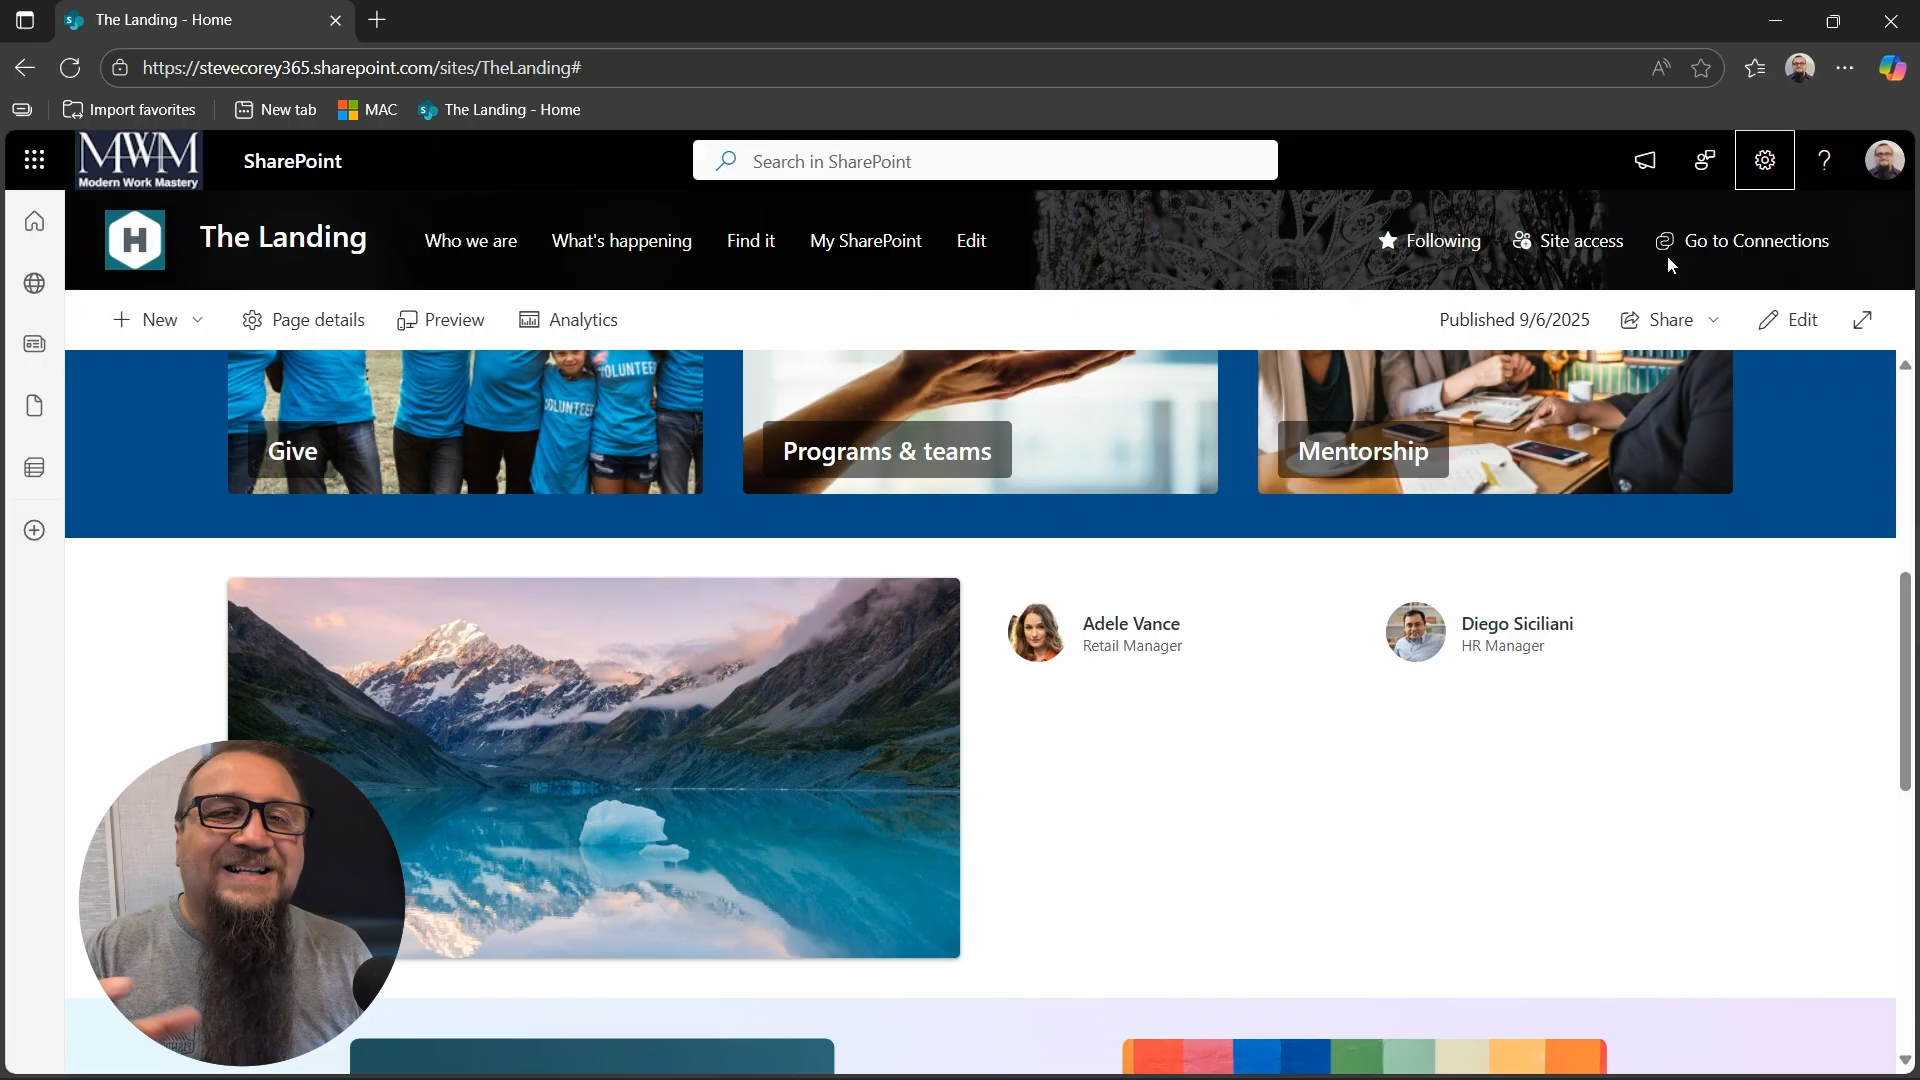 The Landing - Home
https://stevecorey365.sharepoint.com/sites/TheLanding#
Import favorites
New tab
MAC
The Landing - Home
MWM
Modern Work Mastery
SharePoint
Search in SharePoint
H
The Landing
Who we are
What's happening
Find it
My SharePoint
Edit
Following
Site access
Go to Connections
New
Page details
Preview
Analytics
Published 9/6/2025
Share
Edit
VOLUNTEER
VOLUNTEER
Give
Programs & teams
Mentorship
Adele Vance
Retail Manager
Diego Siciliani
HR Manager